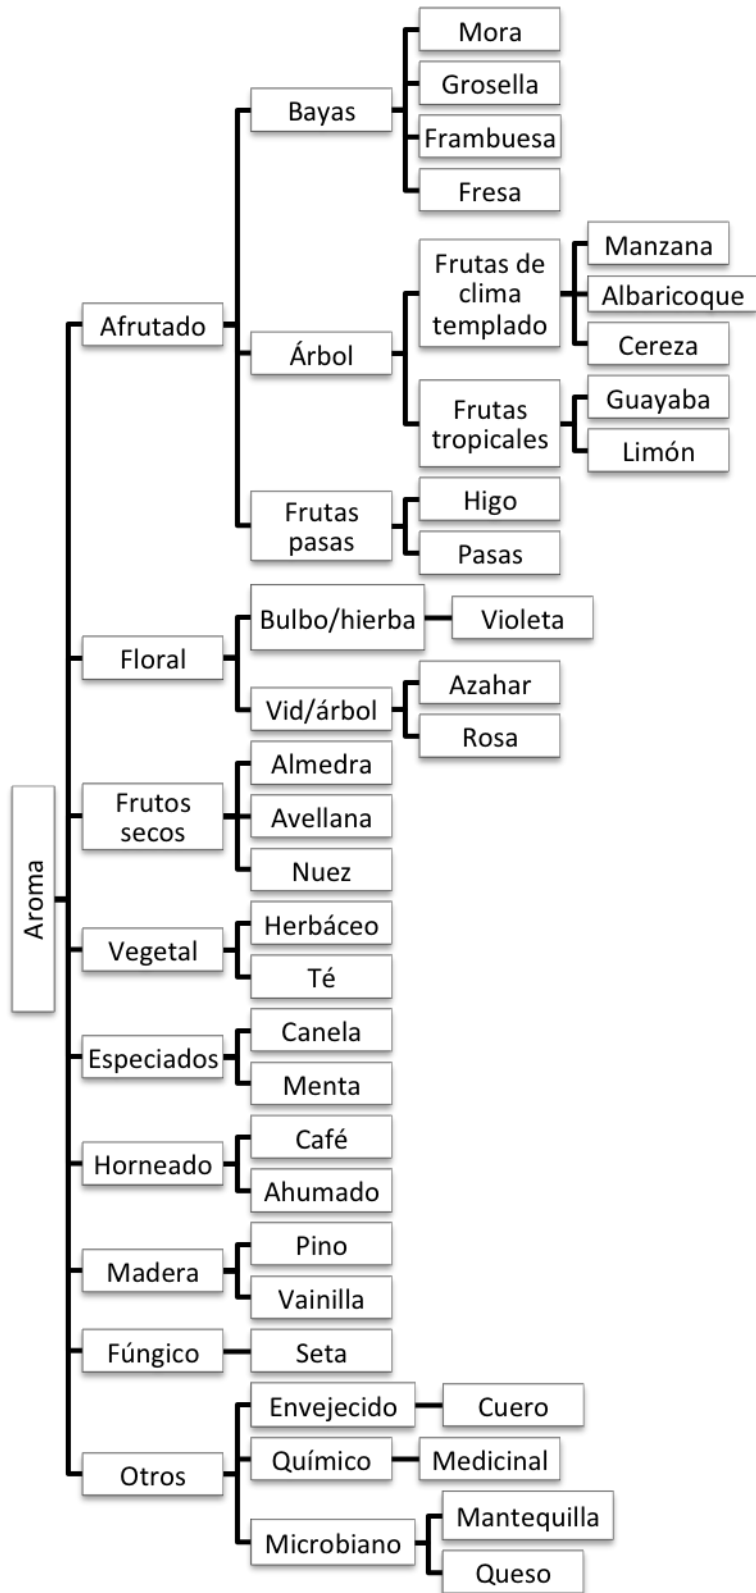 Aroma
Afrutado
Bayas
Mora
Grosella
Frambuesa
Fresa
Árbol
Frutas de
clima
templado
Manzana
Albaricoque
Cereza
Frutas
tropicales
Guayaba
Limón
Frutas
pasas
Higo
Pasas
Floral
Bulbo/hierba
Violeta
Vid/árbol
Azahar
Rosa
Frutos
secos
Almedra
Avellana
Nuez
Vegetal
Herbáceo
Té
Especiados
Canela
Menta
Horneado
Café
Ahumado
Madera
Pino
Vainilla
Fúngico
Seta
Otros
Envejecido
Cuero
Químico
Medicinal
Microbiano
Mantequilla
Queso